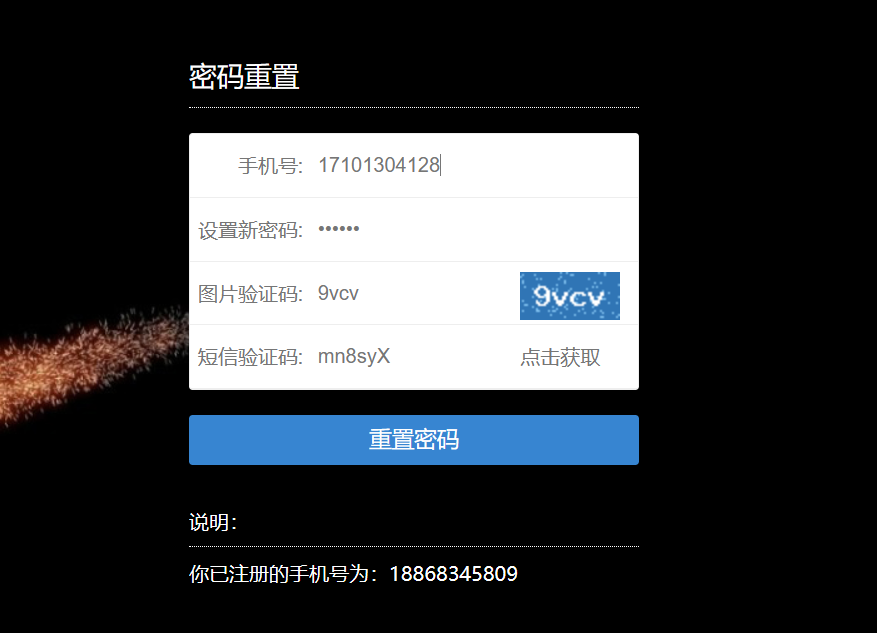 密码重置
手机号: 17101304128
设置新密码: ••••••
图片验证码: 9vcv 9vcv
短信验证码: mn8syX 点击获取
重置密码
说明：
你已注册的手机号为：18868345809